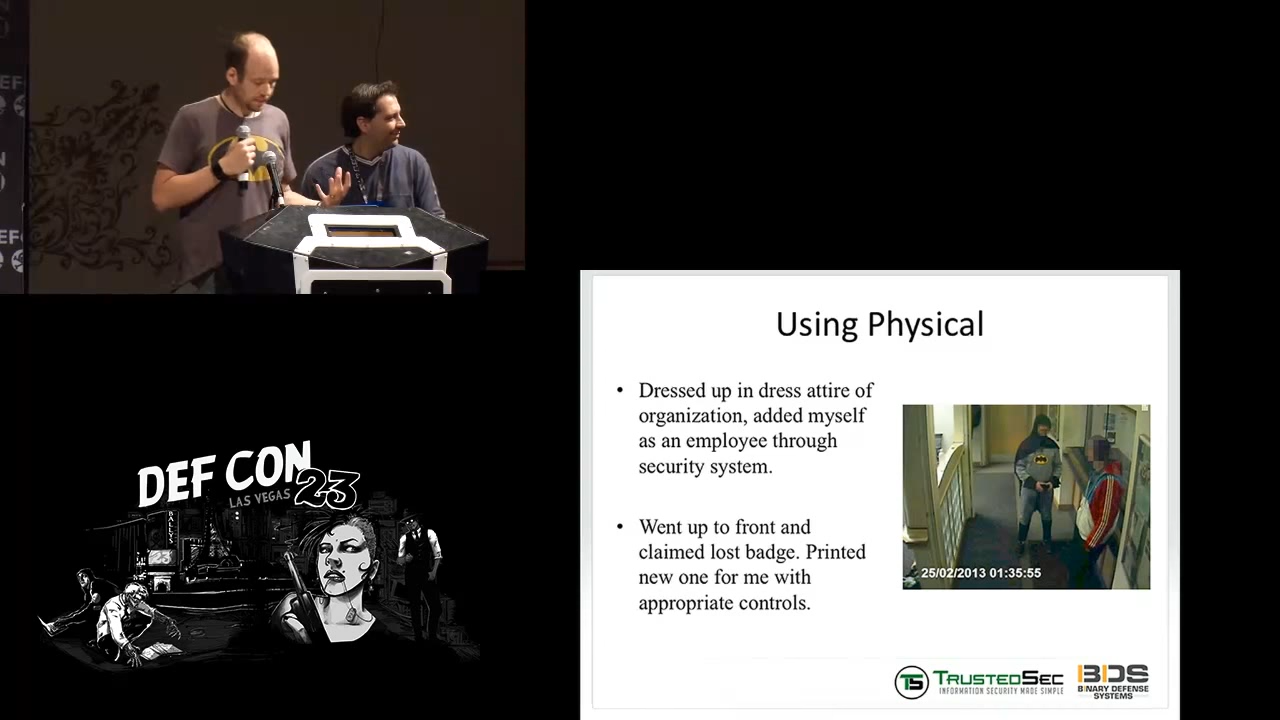 DEF CON
23
LAS VEGAS
BALLYS
Using Physical
• Dressed up in dress attire of
organization, added myself
as an employee through
security system.
• Went up to front and
claimed lost badge. Printed
new one for me with
appropriate controls.
25/02/2013 01:35:55
TS TRUSTEDSEC
INFORMATION SECURITY MADE SIMPLE
BDS
BINARY DEFENSE
SYSTEMS